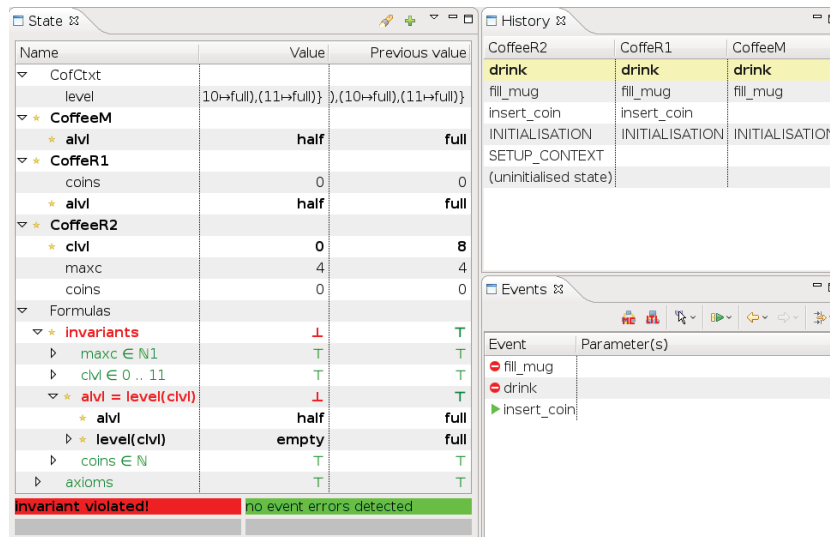 State
Name Value Previous value
CofCtxt
level 10↦full),(11↦full)} ),(10↦full),(11↦full)}
CoffeeM
alvl half full
CoffeR1
coins 0 0
alvl half full
CoffeeR2
clvl 0 8
maxc 4 4
coins 0 0
Formulas
invariants ⊥ ⊤
maxc ∈ ℕ1 ⊤ ⊤
clvl ∈ 0 .. 11 ⊤ ⊤
alvl = level(clvl) ⊥ ⊤
alvl half full
level(clvl) empty full
coins ∈ ℕ ⊤ ⊤
axioms ⊤ ⊤
invariant violated! no event errors detected
History
CoffeeR2 CoffeR1 CoffeeM
drink drink drink
fill_mug fill_mug fill_mug
insert_coin insert_coin
INITIALISATION INITIALISATION INITIALISATION
SETUP_CONTEXT
(uninitialised state)
Events
MC LTL
Event Parameter(s)
fill_mug
drink
insert_coin